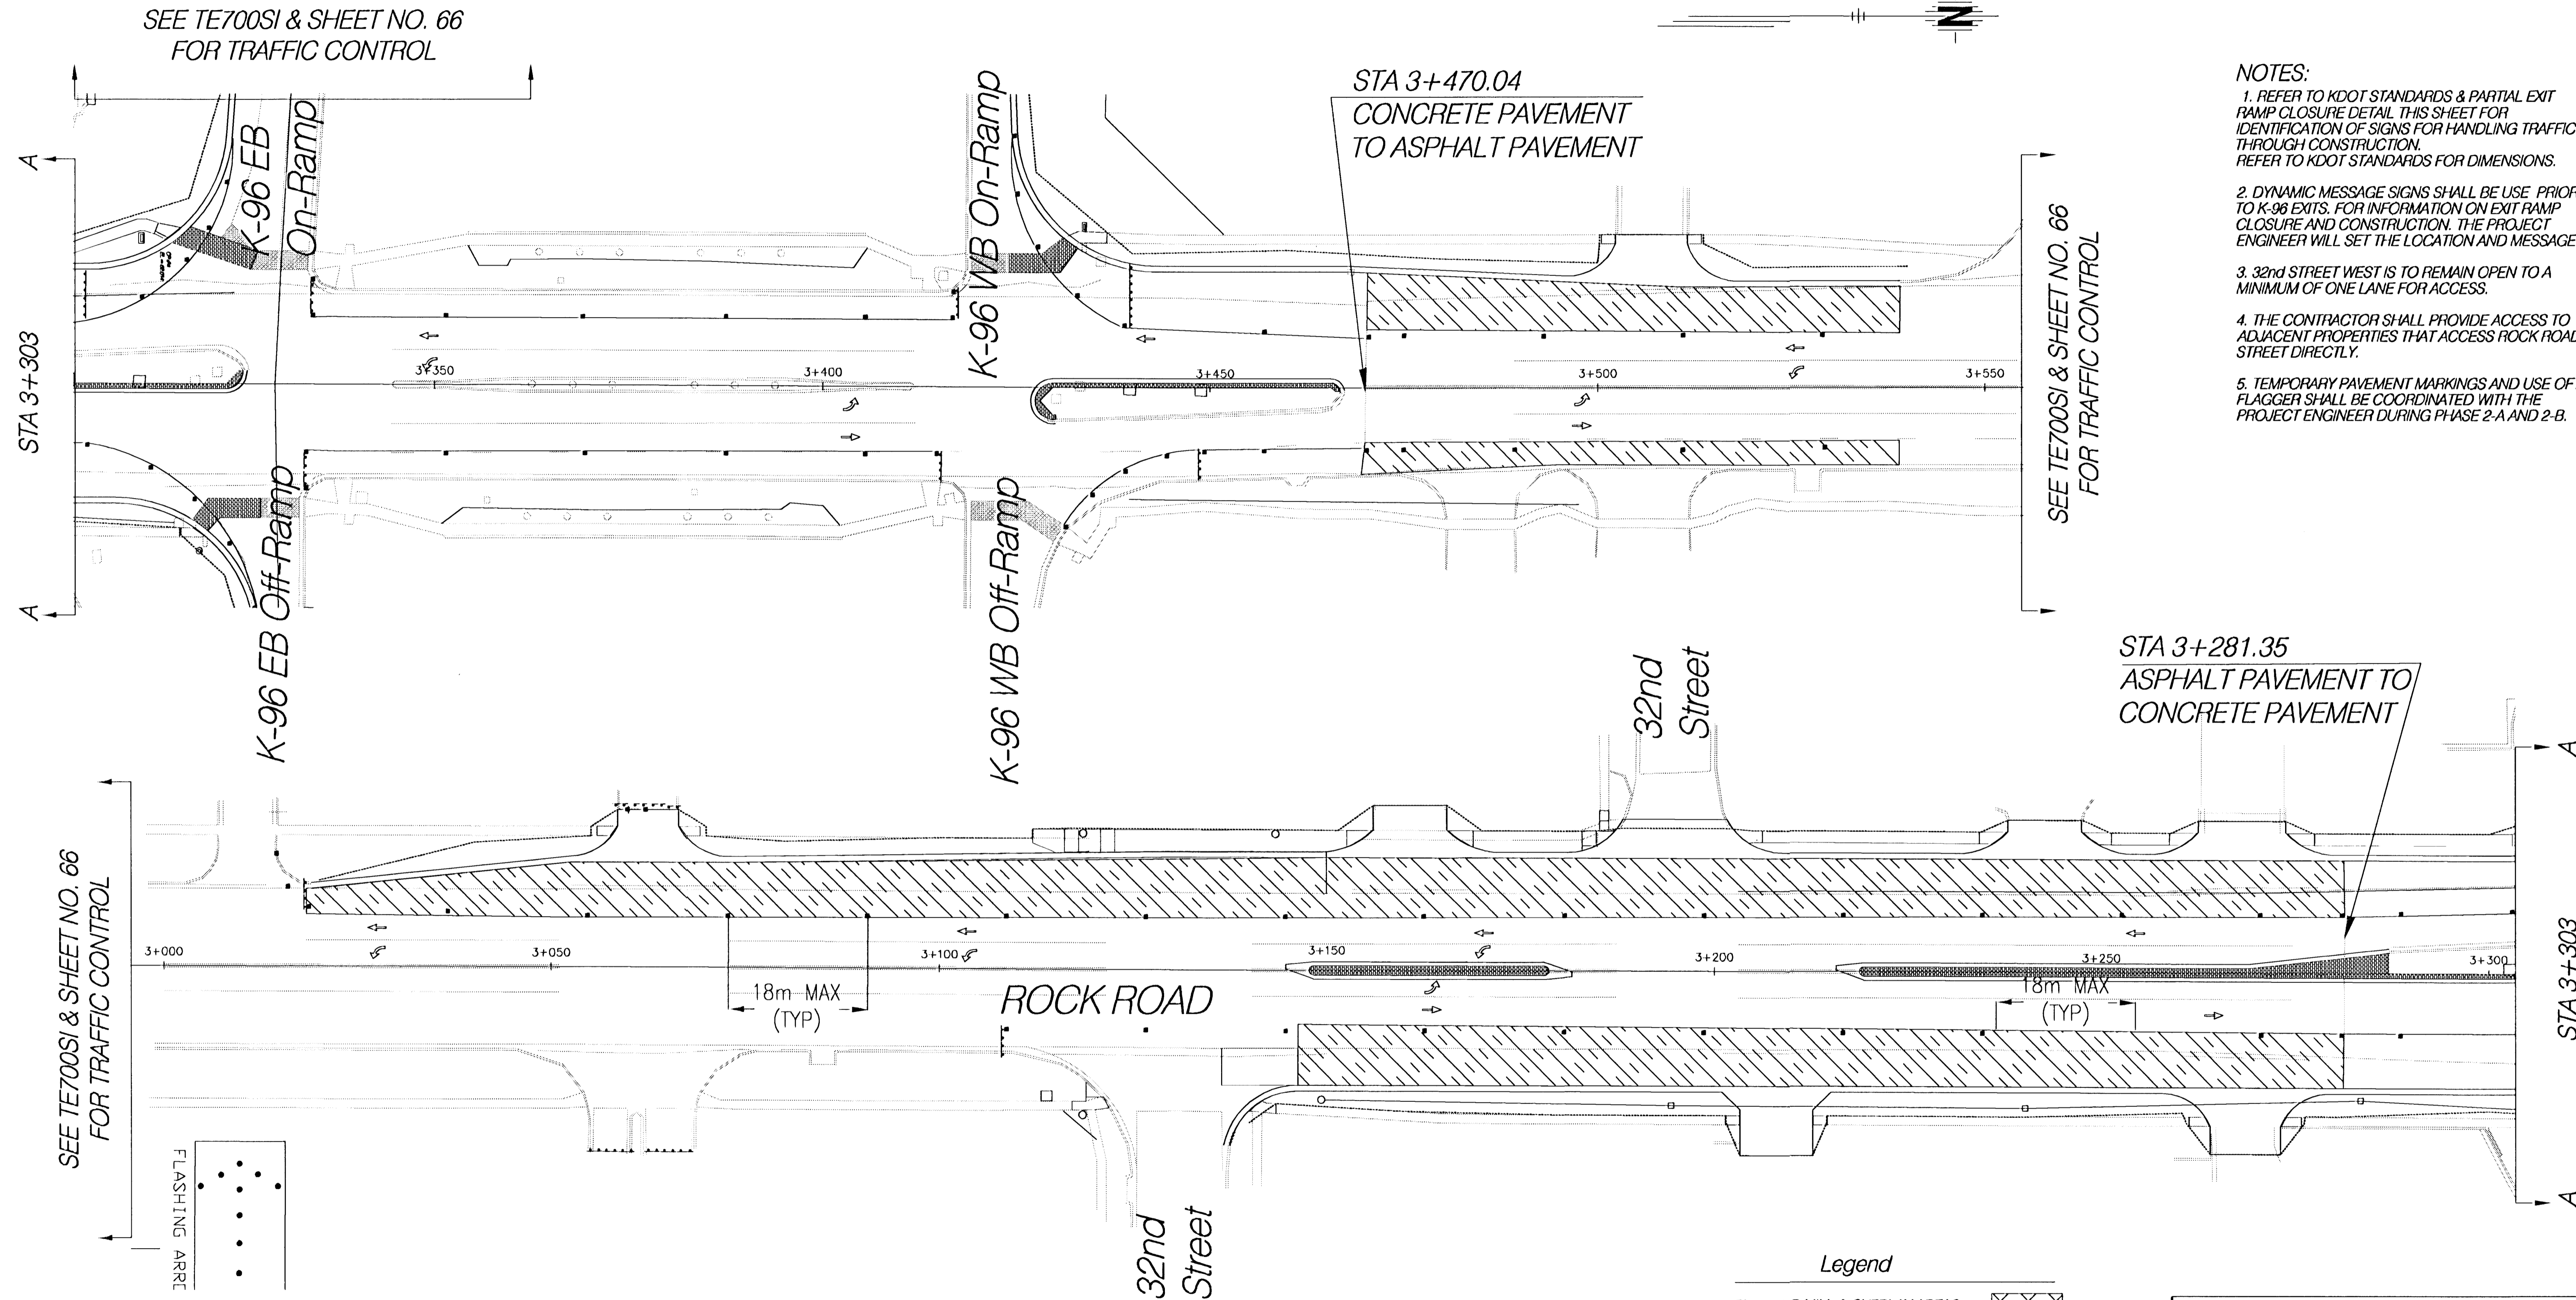 SEE TE700SI & SHEET NO. 66
FOR TRAFFIC CONTROL
N
STA 3+470.04
CONCRETE PAVEMENT
TO ASPHALT PAVEMENT
NOTES:
1. REFER TO KDOT STANDARDS & PARTIAL EXIT
RAMP CLOSURE DETAIL THIS SHEET FOR
IDENTIFICATION OF SIGNS FOR HANDLING TRAFFIC
THROUGH CONSTRUCTION.
REFER TO KDOT STANDARDS FOR DIMENSIONS.
2. DYNAMIC MESSAGE SIGNS SHALL BE USE PRIOR
TO K-96 EXITS. FOR INFORMATION ON EXIT RAMP
CLOSURE AND CONSTRUCTION. THE PROJECT
ENGINEER WILL SET THE LOCATION AND MESSAGE
3. 32nd STREET WEST IS TO REMAIN OPEN TO A
MINIMUM OF ONE LANE FOR ACCESS.
4. THE CONTRACTOR SHALL PROVIDE ACCESS TO
ADJACENT PROPERTIES THAT ACCESS ROCK ROAD
STREET DIRECTLY.
5. TEMPORARY PAVEMENT MARKINGS AND USE OF
FLAGGER SHALL BE COORDINATED WITH THE
PROJECT ENGINEER DURING PHASE 2-A AND 2-B.
A
STA 3+303
A
K-96 EB
On-Ramp
K-96 WB On-Ramp
3+350
3+400
3+450
3+500
3+550
SEE TE700SI & SHEET NO. 66
FOR TRAFFIC CONTROL
K-96 EB Off-Ramp
K-96 WB Off-Ramp
32nd
Street
STA 3+281.35
ASPHALT PAVEMENT TO
CONCRETE PAVEMENT
A
STA 3+303
A
SEE TE700SI & SHEET NO. 66
FOR TRAFFIC CONTROL
3+000
3+050
3+100
3+150
3+200
3+250
3+300
18m MAX
(TYP)
ROCK ROAD
18m MAX
(TYP)
32nd
Street
FLASHING ARR
Legend